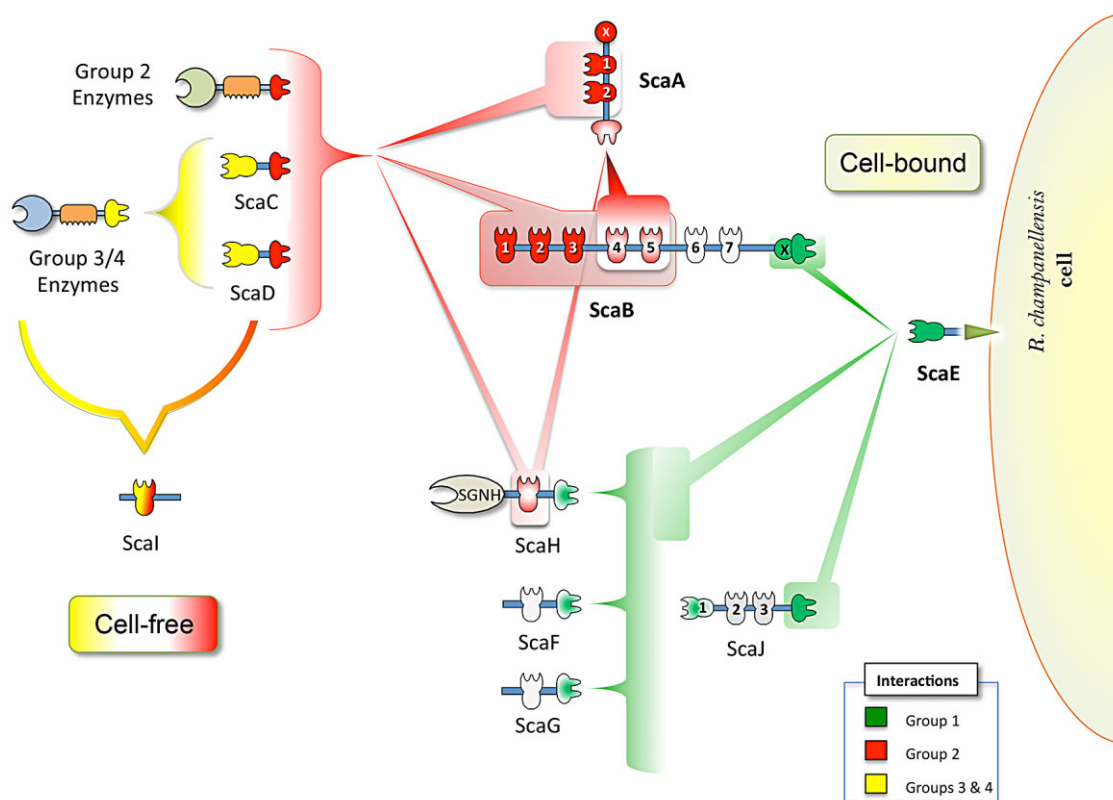 Group 2
Enzymes
ScaC
ScaD
Group 3/4
Enzymes
ScaI
Cell-free
X
1
2
ScaA
1 2 3 4 5 6 7 X
ScaB
Cell-bound
ScaE
R. champanellensis
cell
SGNH
ScaH
ScaF
ScaG
1 2 3
ScaJ
Interactions
Group 1
Group 2
Groups 3 & 4